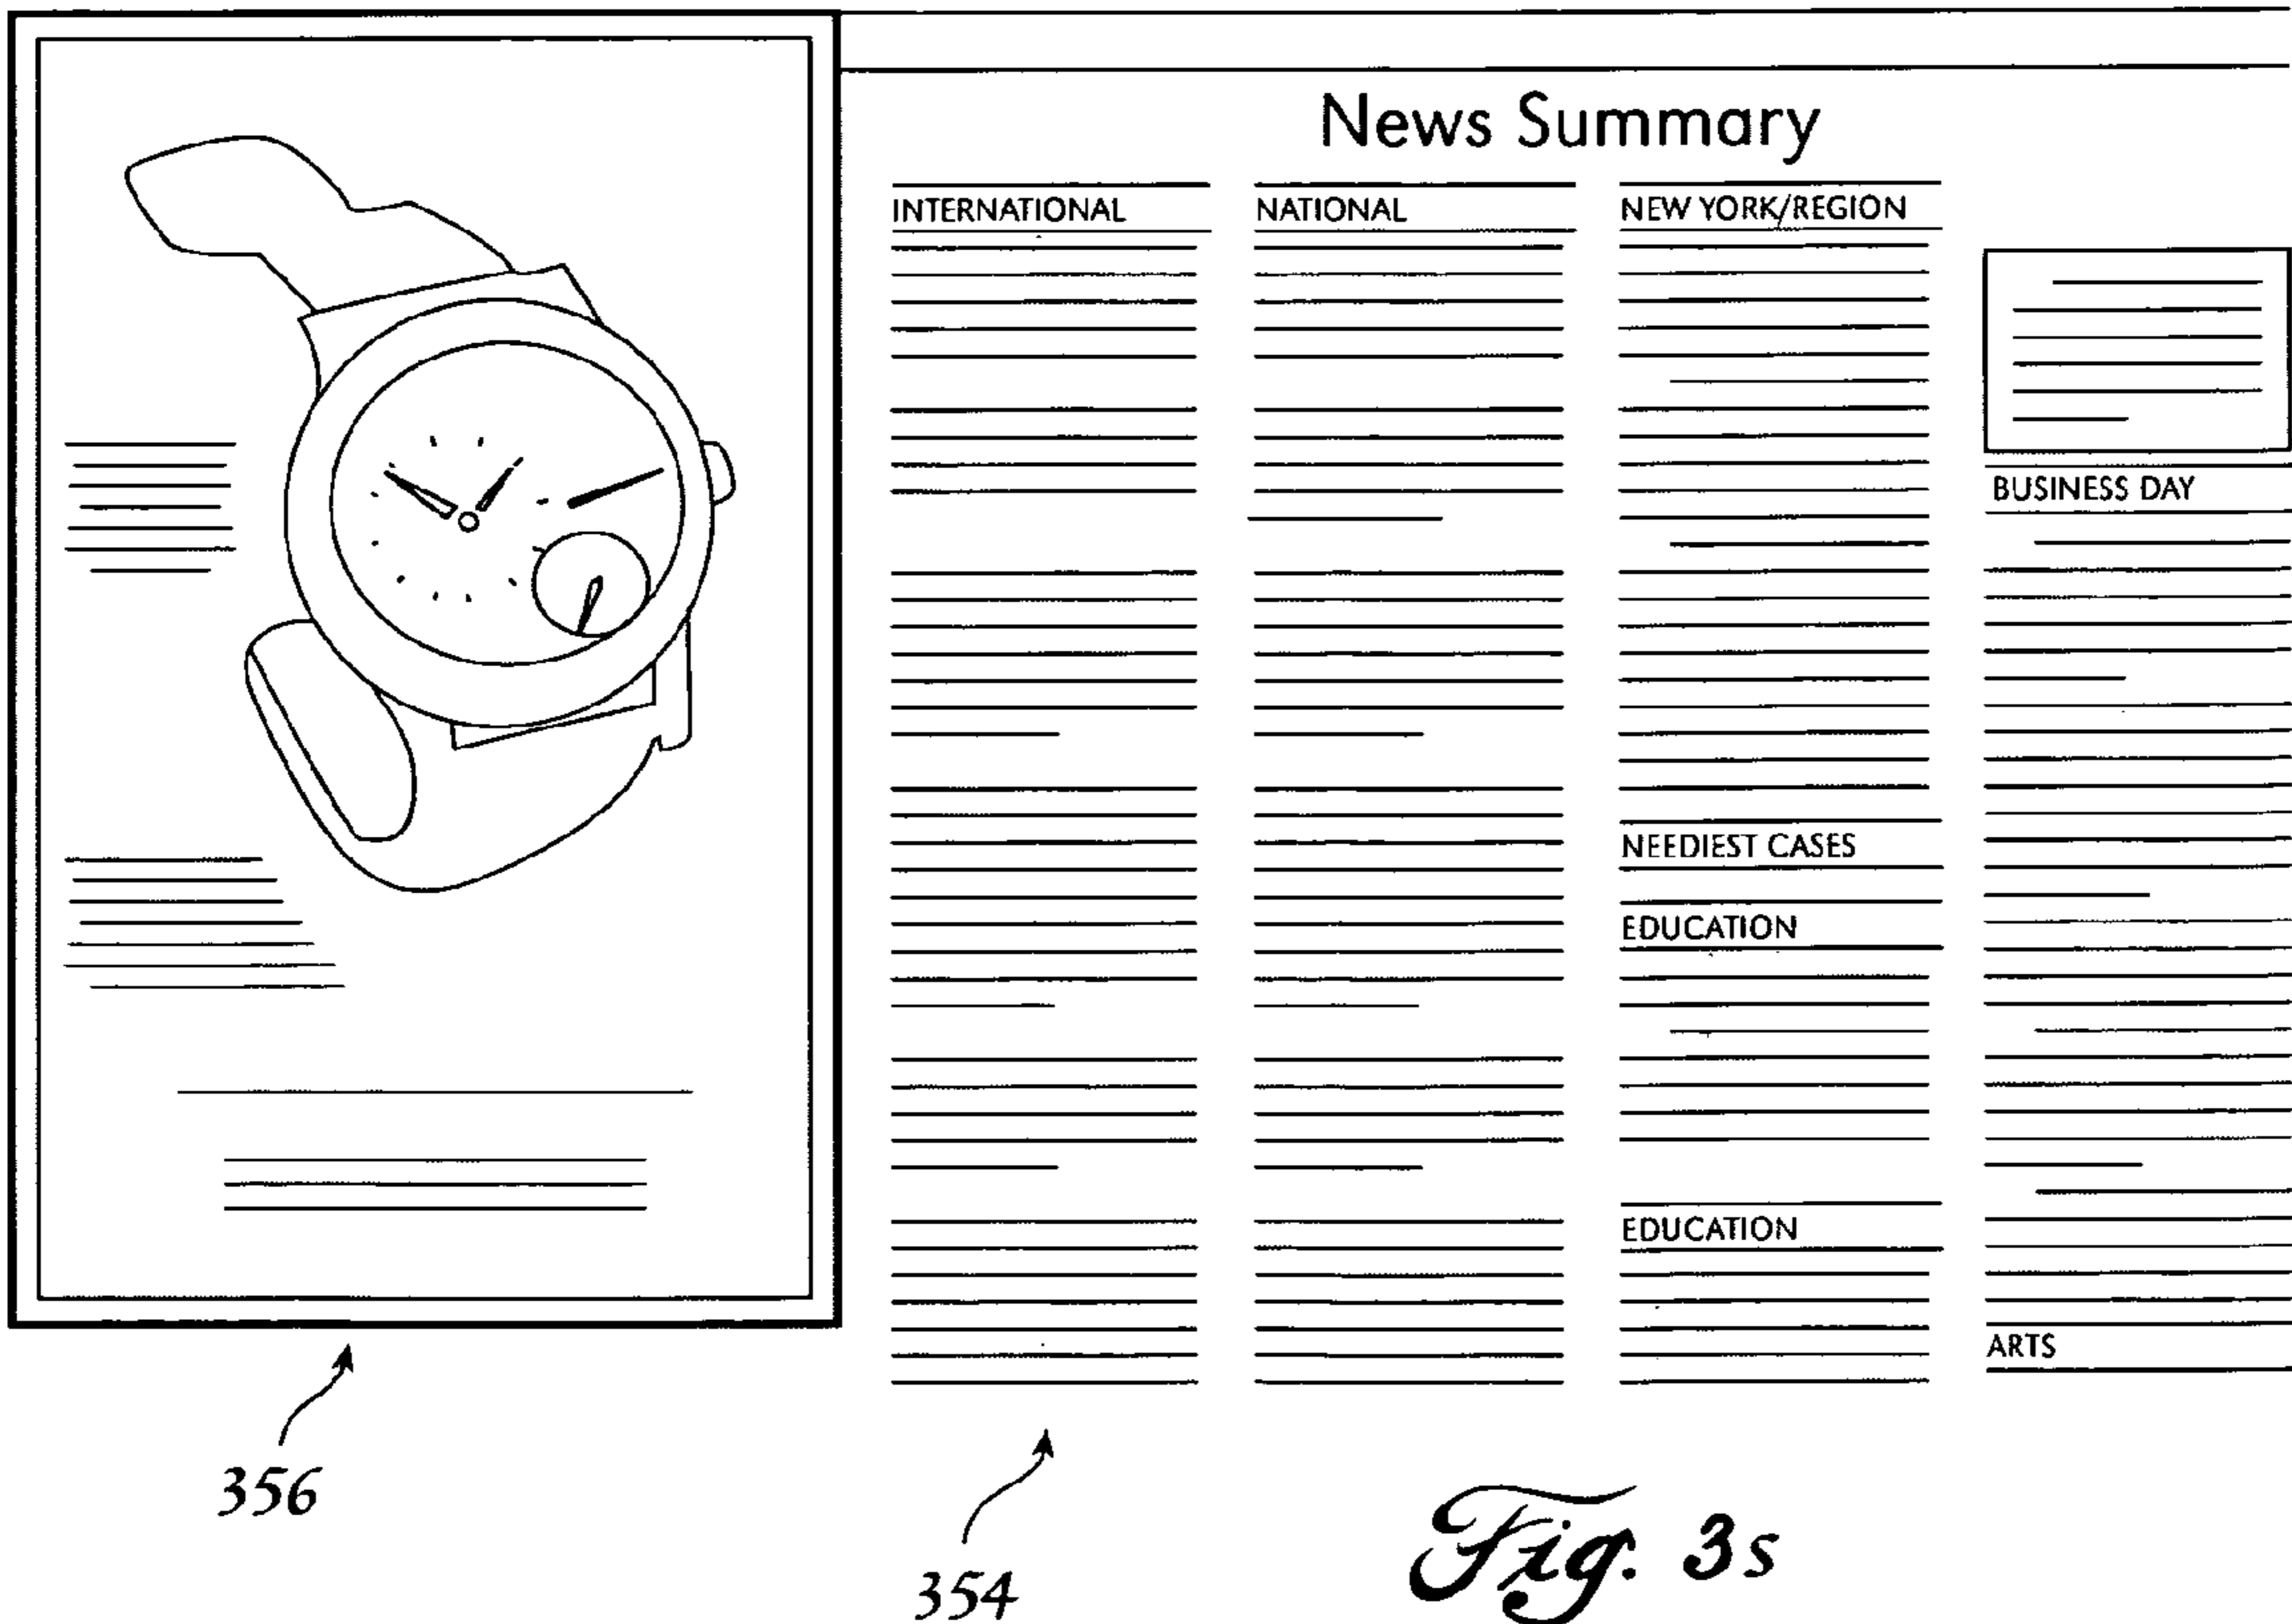 News Summary
INTERNATIONAL
NATIONAL
NEW YORK/REGION
NEEDIEST CASES
EDUCATION
EDUCATION
BUSINESS DAY
ARTS
356
354
Fig. 3s